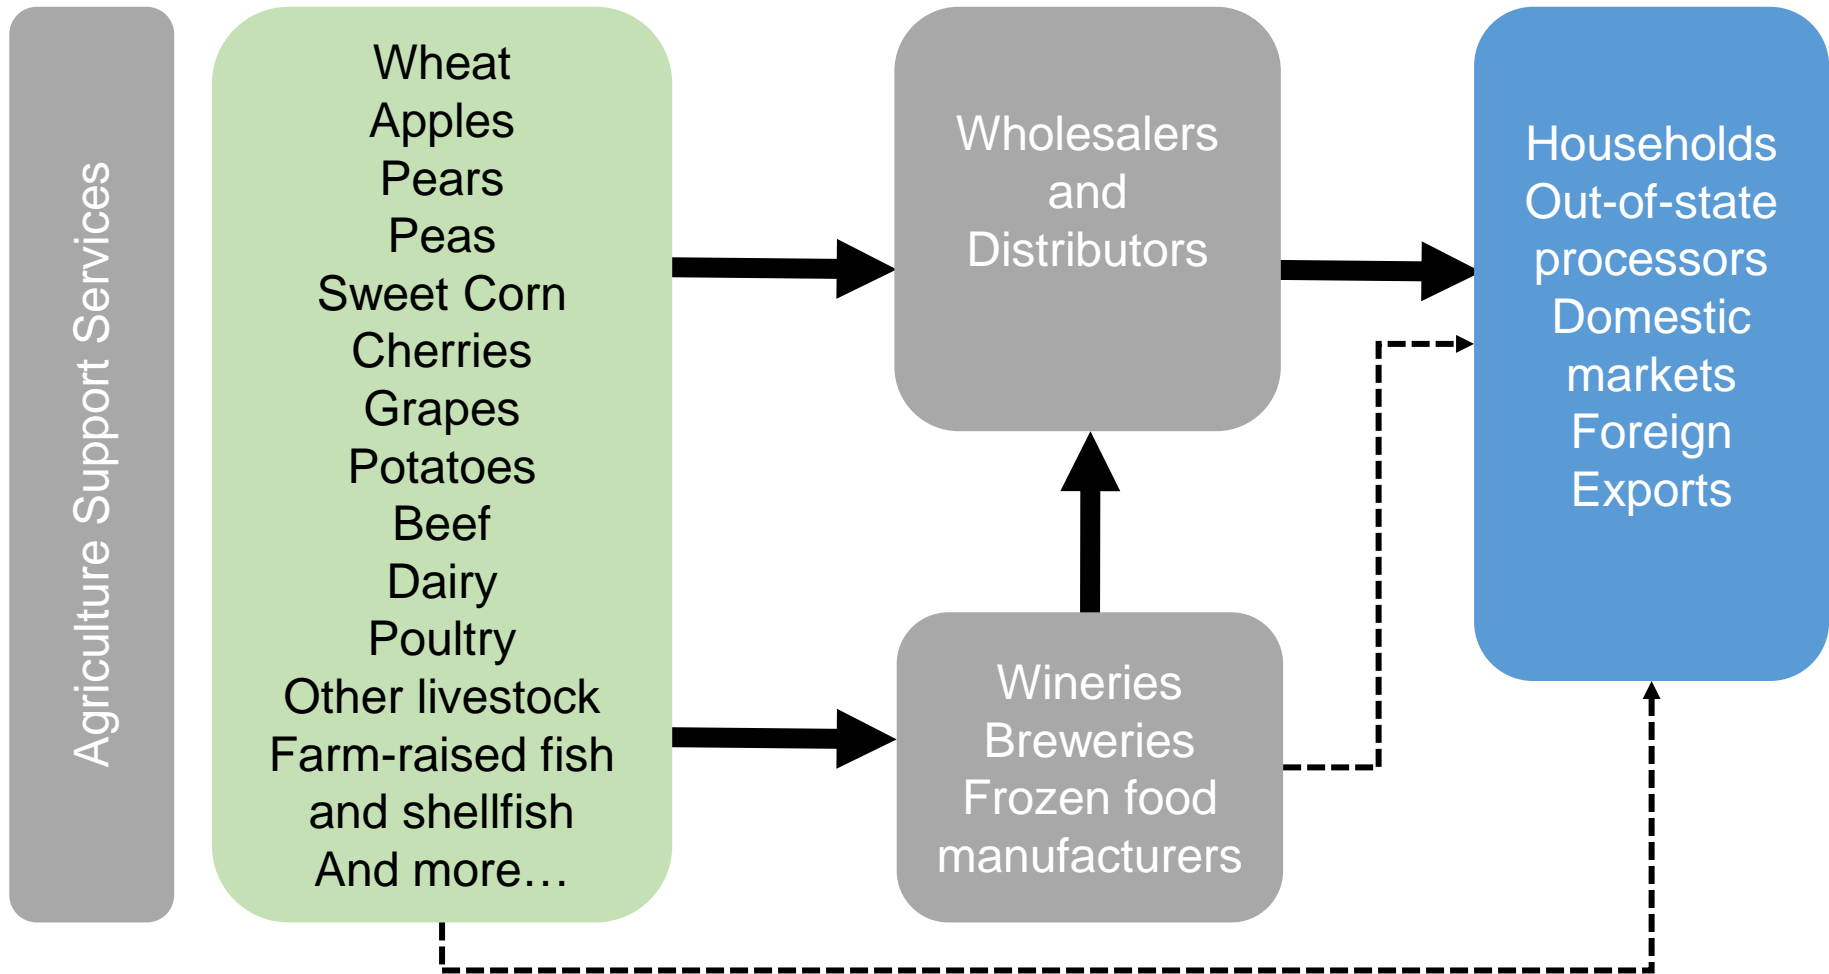 Agriculture Support Services
Wheat
Apples
Pears
Peas
Sweet Corn
Cherries
Grapes
Potatoes
Beef
Dairy
Poultry
Other livestock
Farm-raised fish
and shellfish
And more…
Wholesalers
and
Distributors
Wineries
Breweries
Frozen food
manufacturers
Households
Out-of-state
processors
Domestic
markets
Foreign
Exports